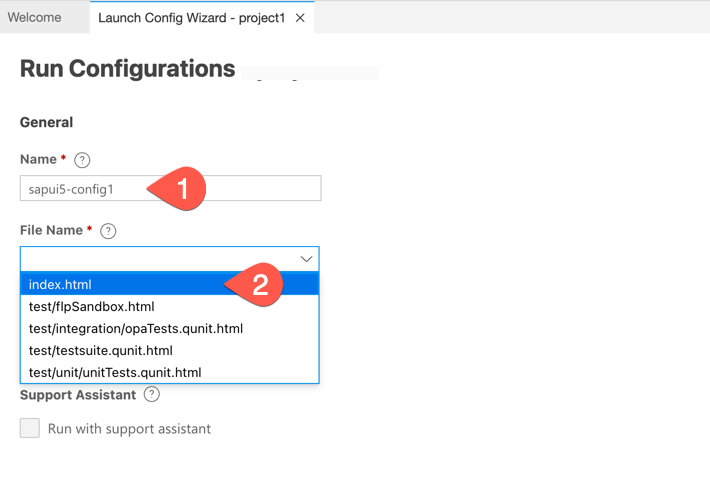 Welcome
Launch Config Wizard - project1 ×
Run Configurations
General
Name * ?
sapui5-config1
1
File Name * ?
index.html
2
test/flpSandbox.html
test/integration/opaTests.qunit.html
test/testsuite.qunit.html
test/unit/unitTests.qunit.html
Support Assistant ?
Run with support assistant